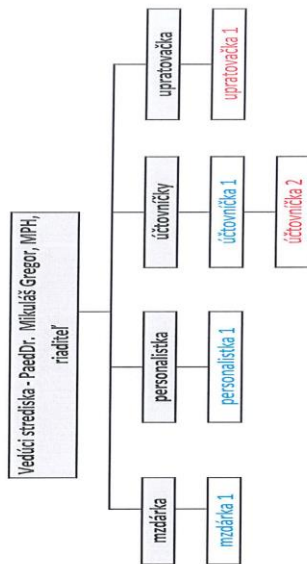 Vedúci strediska - PaedDr. Mikuláš Gregor, MPH,
riaditeľ
mzdárka
personalistka
účtovníčky
upratovačka
mzdárka 1
personalistka 1
účtovníčka 1
upratovačka 1
účtovníčka 2